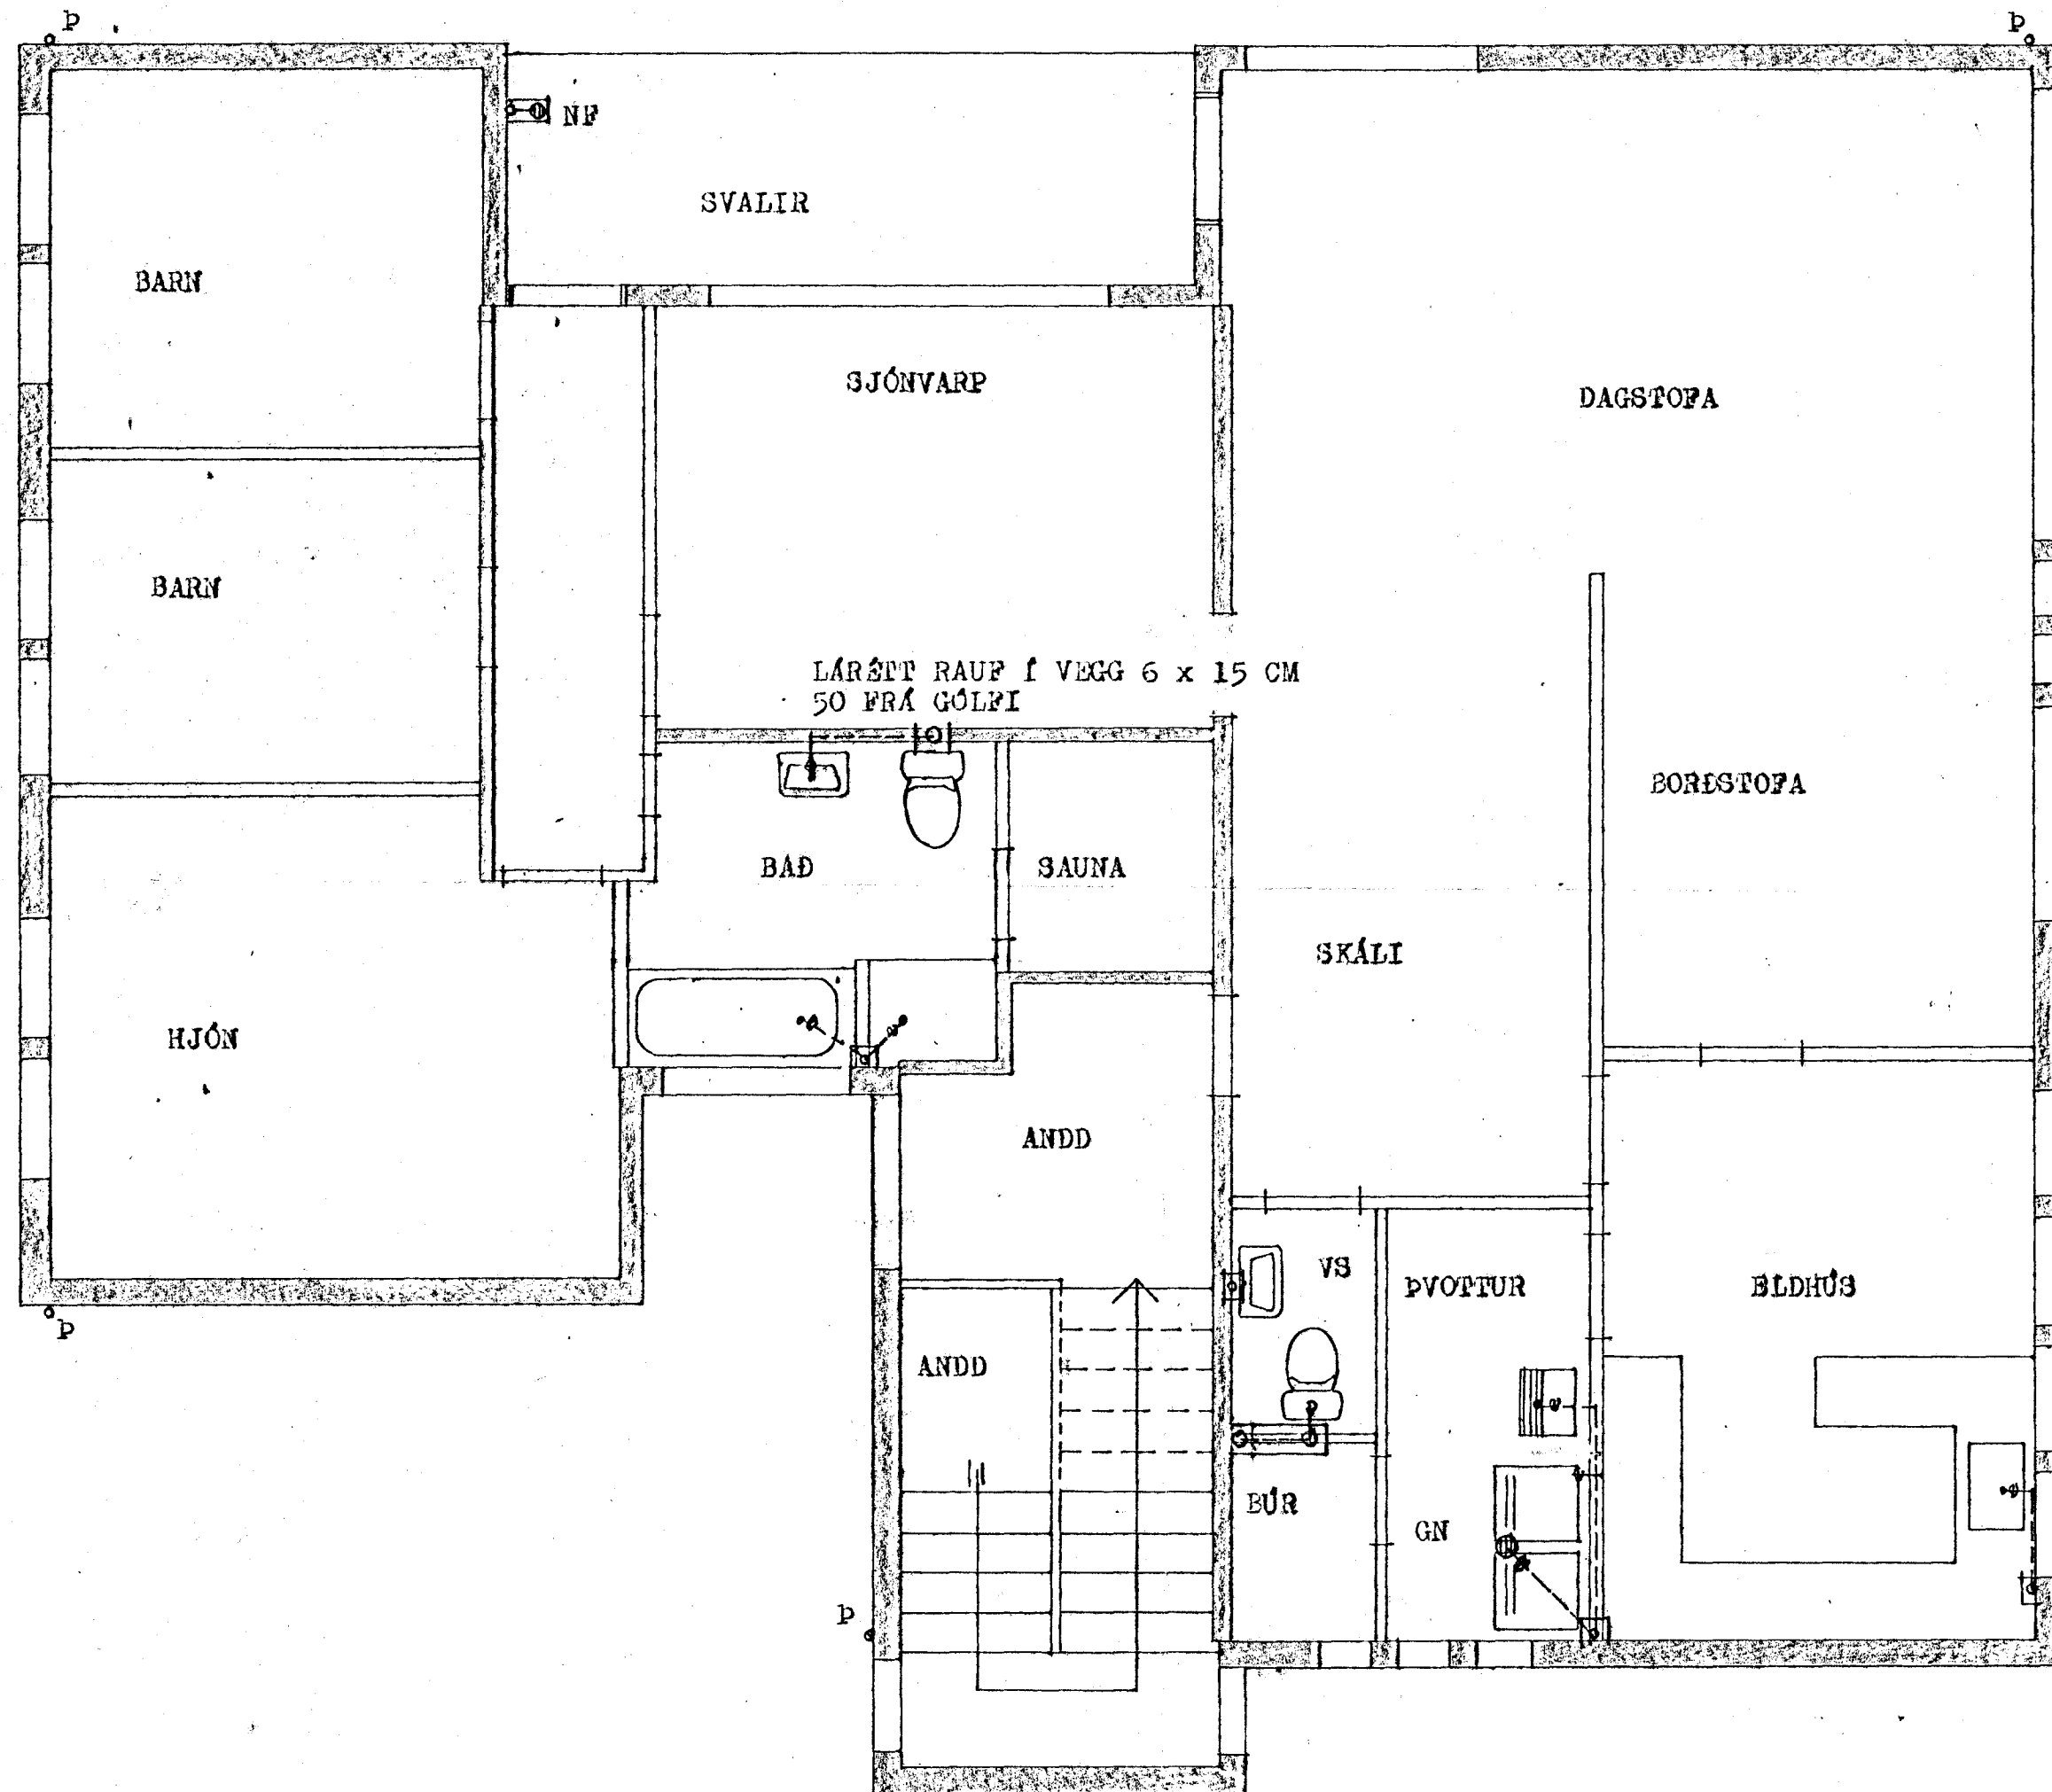 Þ
Þ
NF
SVALIR
BARN
SJÓNVARP
DAGSTOFA
BARN
LÁRÉTT RAUF Í VEGG 6 x 15 CM
50 FRÁ GÓLFI
BORÐSTOFA
BAÐ
SAUNA
SKÁLI
HJÓN
ANDD
VS
ÞVOTTUR
ELDHÚS
Þ
ANDD
BÚR
GN
Þ